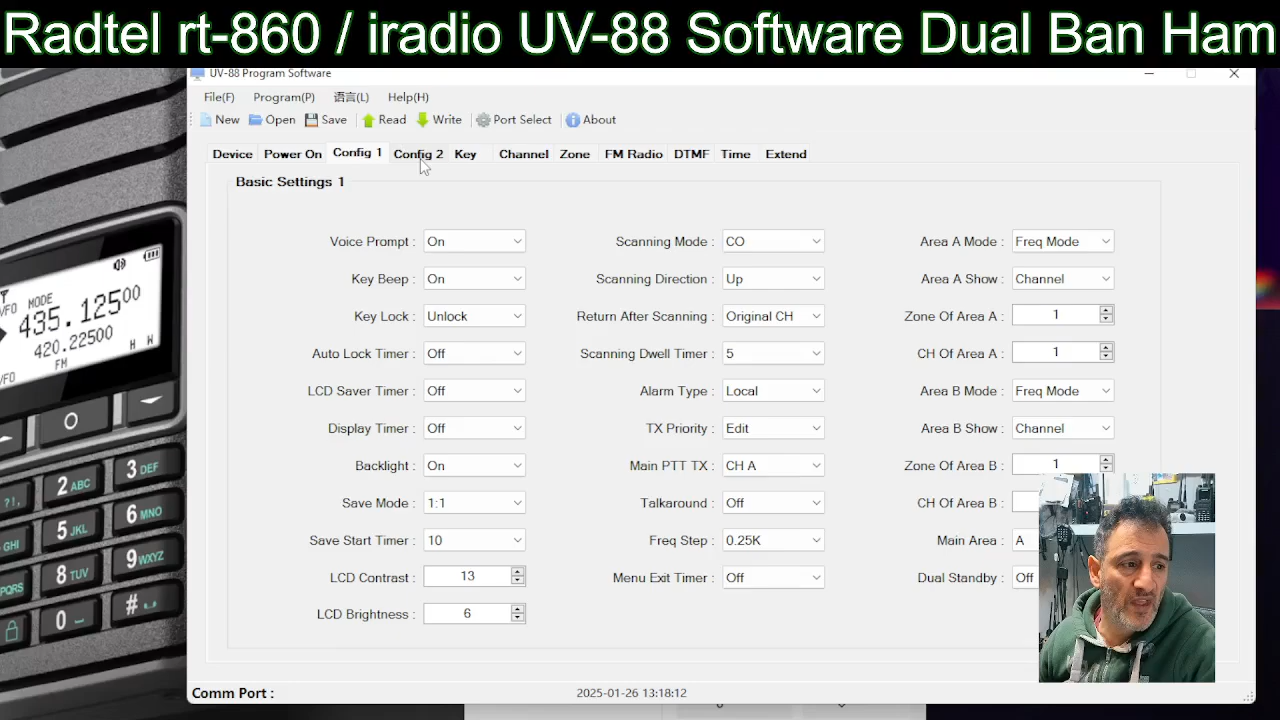 Radtel rt-860 / iradio UV-88 Software Dual Ban Ham
UV-88 Program Software
File(F) Program(P) 语言(L) Help(H)
New Open Save Read Write Port Select About
Device Power On Config 1 Config 2 Key Channel Zone FM Radio DTMF Time Extend
Basic Settings 1
Voice Prompt : On Scanning Mode : CO Area A Mode : Freq Mode
Key Beep : On Scanning Direction : Up Area A Show : Channel
Key Lock : Unlock Return After Scanning : Original CH Zone Of Area A : 1
Auto Lock Timer : Off Scanning Dwell Timer : 5 CH Of Area A : 1
LCD Saver Timer : Off Alarm Type : Local Area B Mode : Freq Mode
Display Timer : Off TX Priority : Edit Area B Show : Channel
Backlight : On Main PTT TX : CH A Zone Of Area B : 1
Save Mode : 1:1 Talkaround : Off CH Of Area B :
Save Start Timer : 10 Freq Step : 0.25K Main Area : A
LCD Contrast : 13 Menu Exit Timer : Off Dual Standby : Off
LCD Brightness : 6
Comm Port : 2025-01-26 13:18:12
MODE
435.12500
420.22500
FM H W
2 ABC 3 DEF
GHI 5 JKL 6 MNO
PQRS 8 TUV 9 WXYZ
0 #